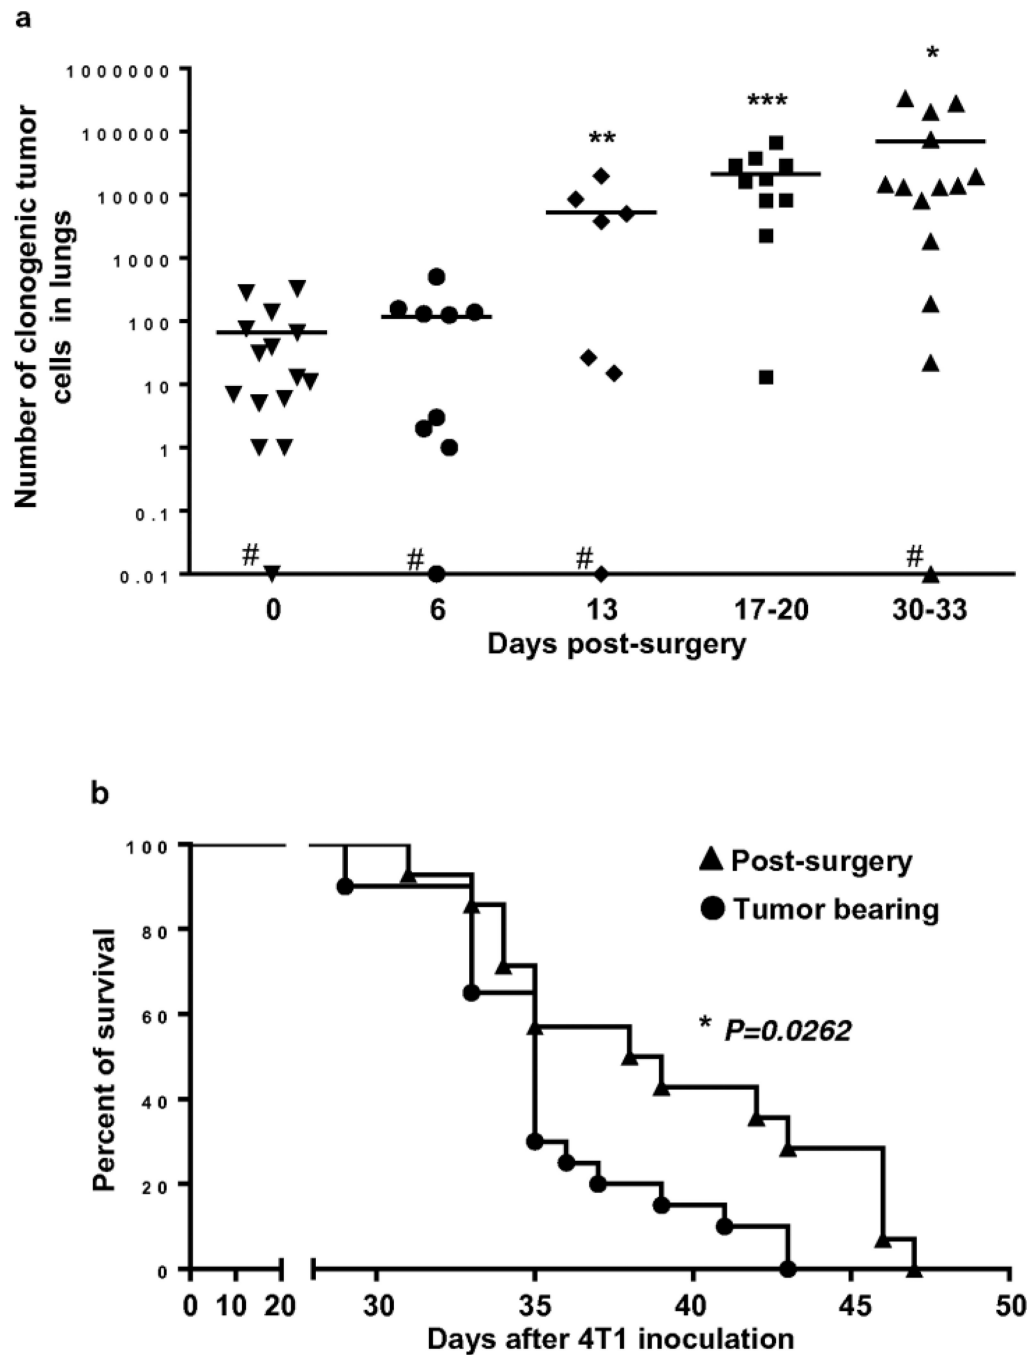 a
1000000
100000
10000
1000
100
10
1
0.1
0.01
Number of clonogenic tumor
cells in lungs
**
***
*
#
#
#
#
0 6 13 17-20 30-33
Days post-surgery
b
100
80
60
40
20
0
Percent of survival
Post-surgery
Tumor bearing
* P=0.0262
0 10 20 30 35 40 45 50
Days after 4T1 inoculation